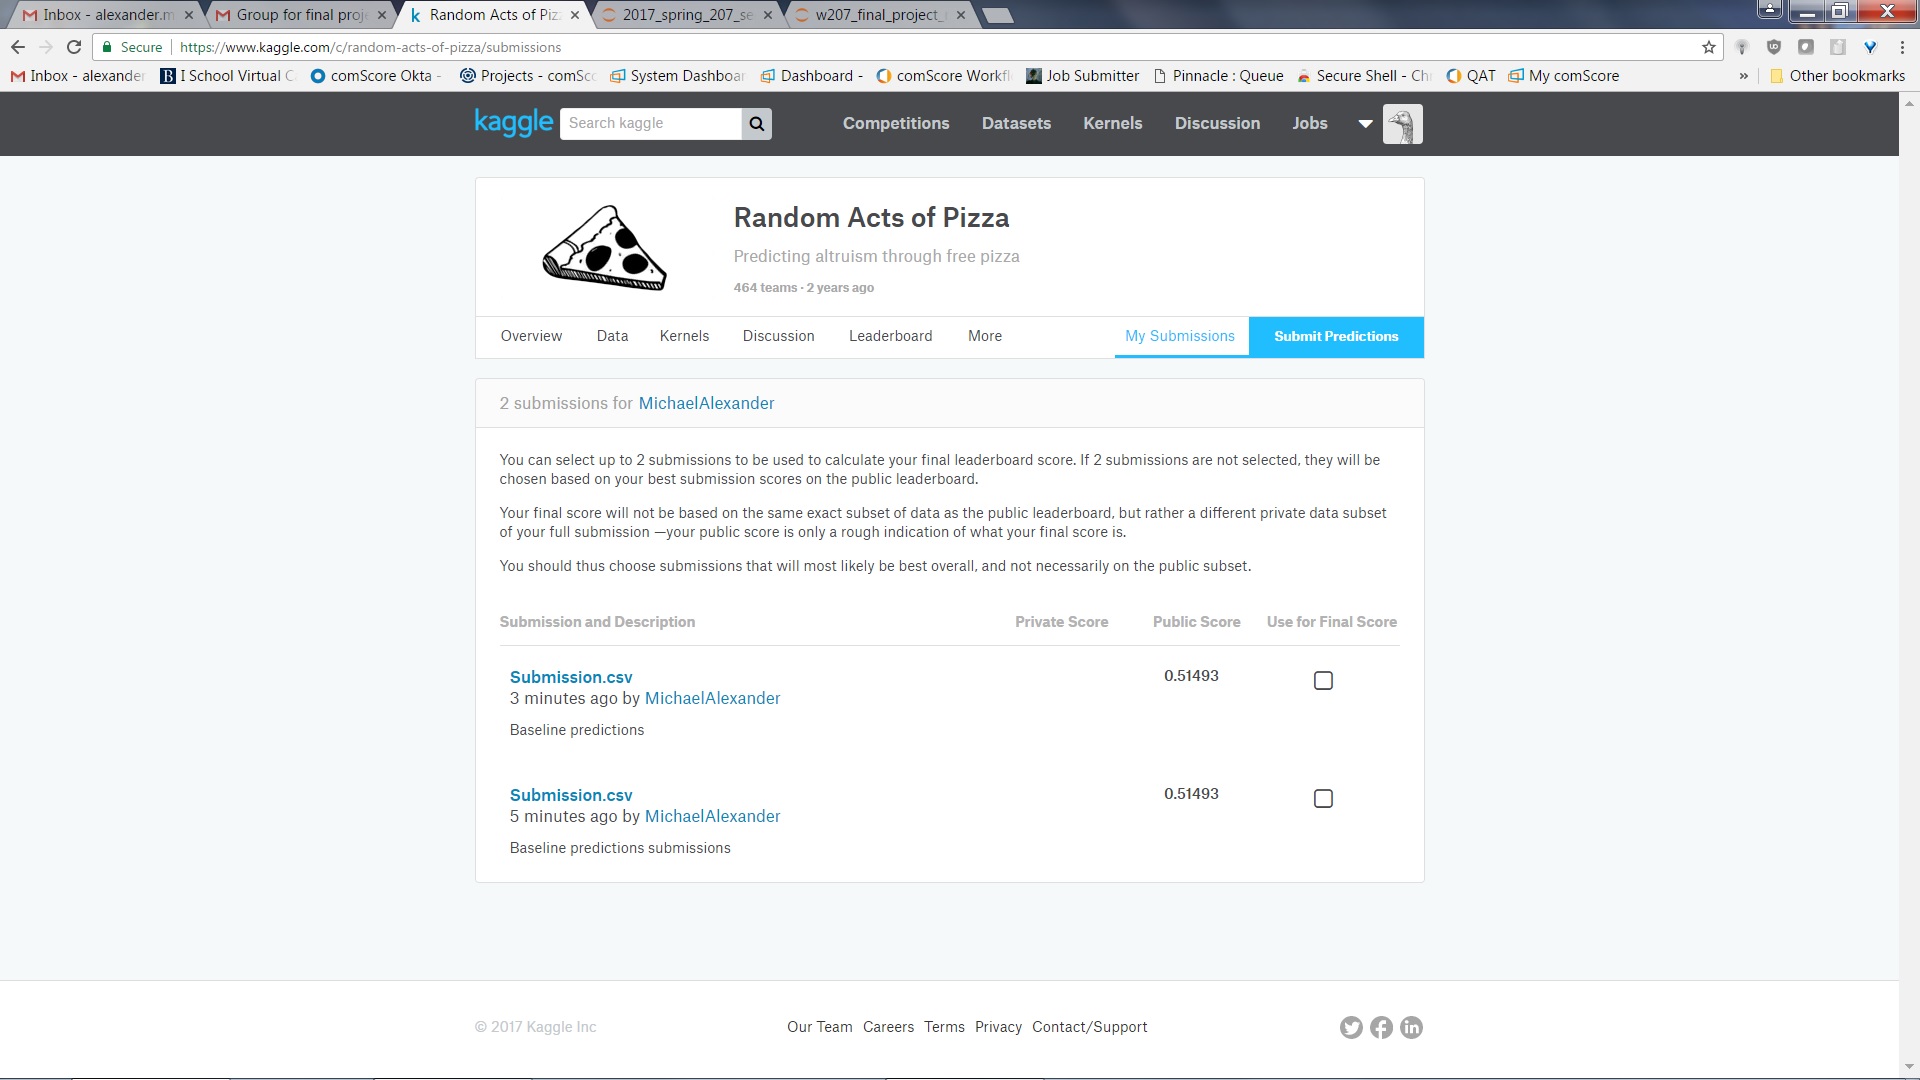 Inbox - alexander.m
Group for final proje
Random Acts of Piz
2017_spring_207_se
w207_final_project_
Secure
https://www.kaggle.com/c/random-acts-of-pizza/submissions
Inbox - alexander
I School Virtual C
comScore Okta -
Projects - comSc
System Dashboar
Dashboard -
comScore Workfl
Job Submitter
Pinnacle : Queue
Secure Shell - Ch
QAT
My comScore
»
Other bookmarks
kaggle
Search kaggle
Competitions
Datasets
Kernels
Discussion
Jobs
Random Acts of Pizza
Predicting altruism through free pizza
464 teams · 2 years ago
Overview
Data
Kernels
Discussion
Leaderboard
More
My Submissions
Submit Predictions
2 submissions for MichaelAlexander
You can select up to 2 submissions to be used to calculate your final leaderboard score. If 2 submissions are not selected, they will be
chosen based on your best submission scores on the public leaderboard.
Your final score will not be based on the same exact subset of data as the public leaderboard, but rather a different private data subset
of your full submission —your public score is only a rough indication of what your final score is.
You should thus choose submissions that will most likely be best overall, and not necessarily on the public subset.
Submission and Description
Private Score
Public Score
Use for Final Score
Submission.csv
0.51493
3 minutes ago by MichaelAlexander
Baseline predictions
Submission.csv
0.51493
5 minutes ago by MichaelAlexander
Baseline predictions submissions
© 2017 Kaggle Inc
Our Team
Careers
Terms
Privacy
Contact/Support